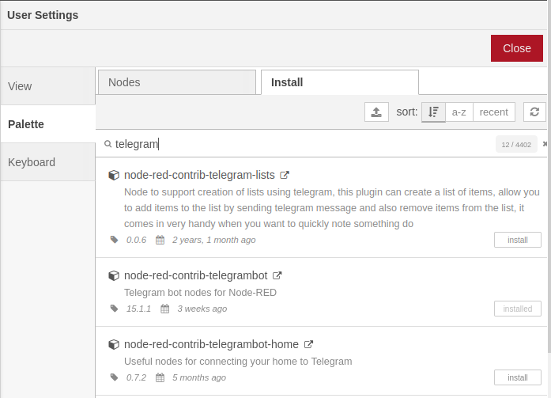 User Settings
Close
View
Palette
Keyboard
Nodes
Install
sort:
a-z
recent
telegram
12 / 4402
node-red-contrib-telegram-lists
Node to support creation of lists using telegram, this plugin can create a list of items, allow you
to add items to the list by sending telegram message and also remove items from the list, it
comes in very handy when you want to quickly note something do
0.0.6 2 years, 1 month ago
install
node-red-contrib-telegrambot
Telegram bot nodes for Node-RED
15.1.1 3 weeks ago
installed
node-red-contrib-telegrambot-home
Useful nodes for connecting your home to Telegram
0.7.2 5 months ago
install